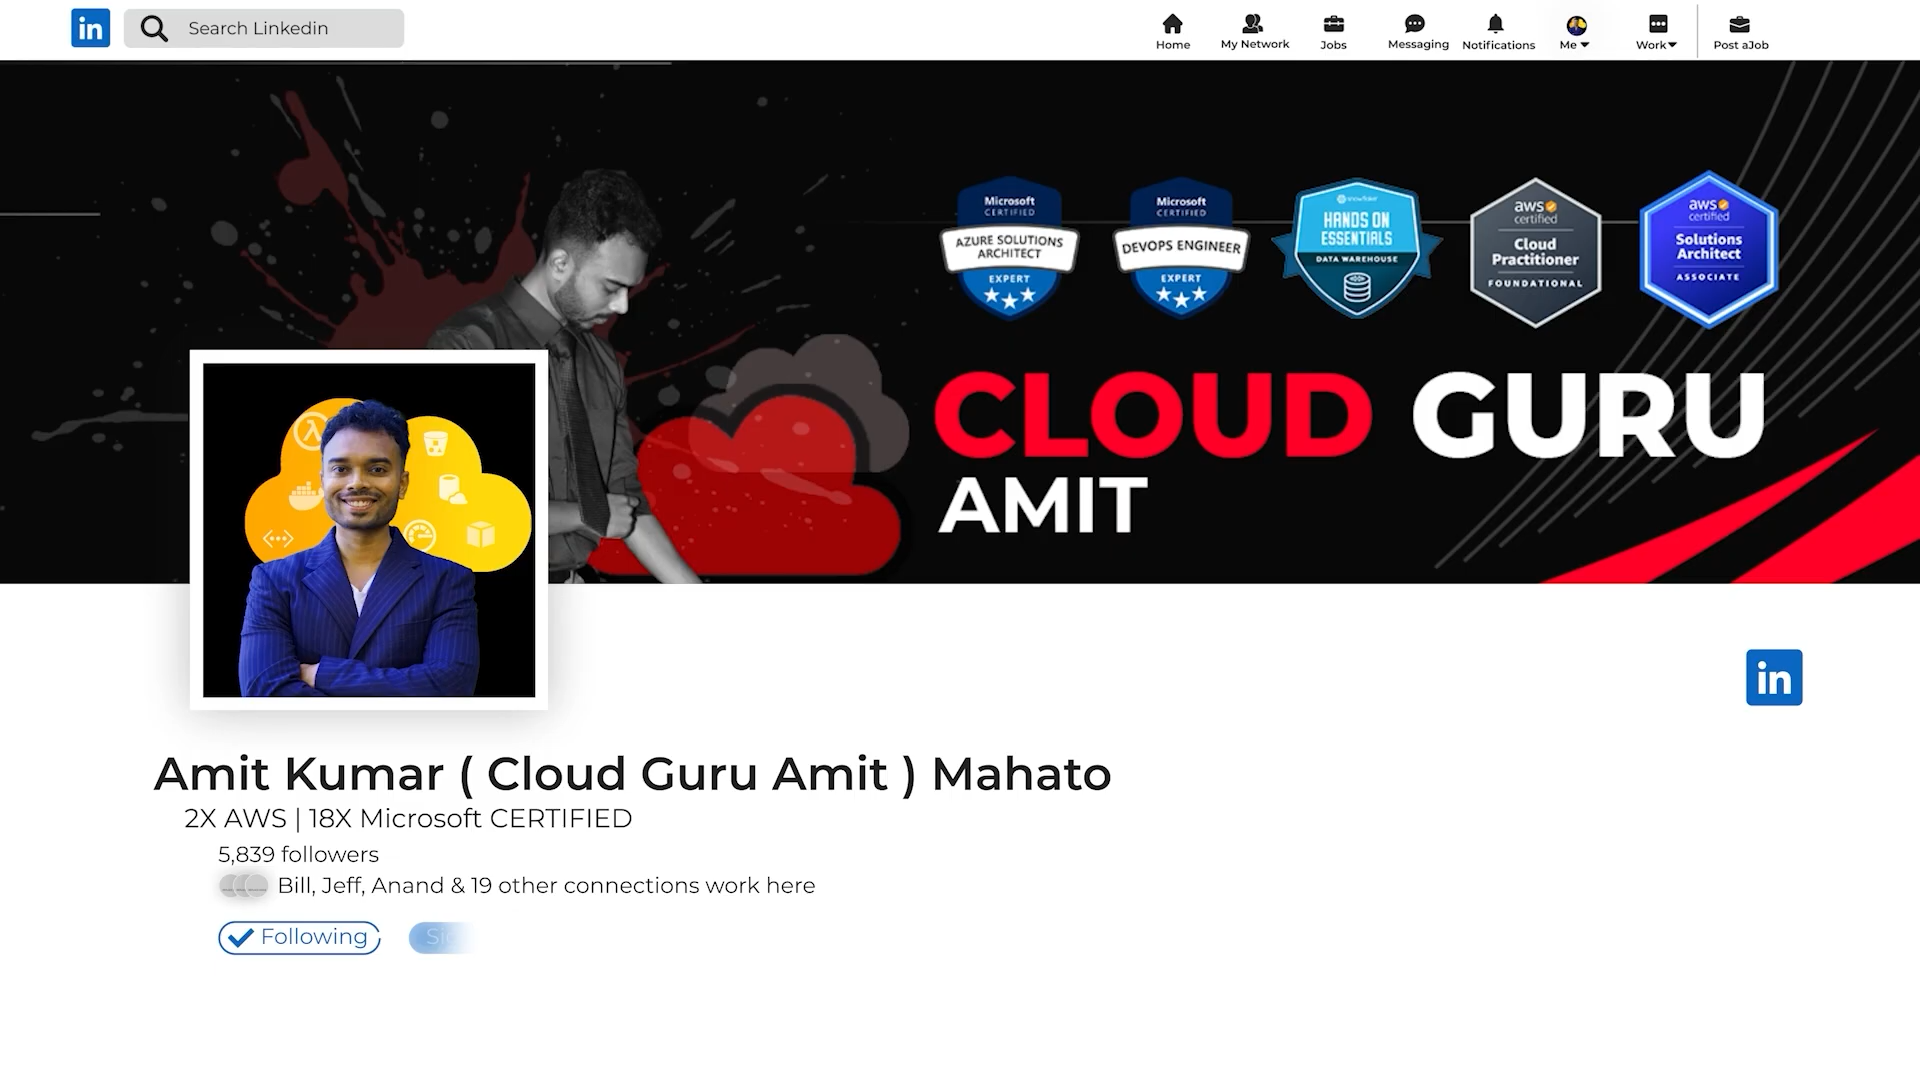 in
Search Linkedin
Home
My Network
Jobs
Messaging
Notifications
Me
Work
Post aJob
Microsoft
CERTIFIED
AZURE SOLUTIONS
ARCHITECT
EXPERT
Microsoft
CERTIFIED
DEVOPS ENGINEER
EXPERT
snowflake
HANDS ON
ESSENTIALS
DATA WAREHOUSE
aws
certified
Cloud
Practitioner
FOUNDATIONAL
aws
certified
Solutions
Architect
ASSOCIATE
CLOUD GURU
AMIT
in
Amit Kumar ( Cloud Guru Amit ) Mahato
2X AWS | 18X Microsoft CERTIFIED
5,839 followers
Bill, Jeff, Anand & 19 other connections work here
Following